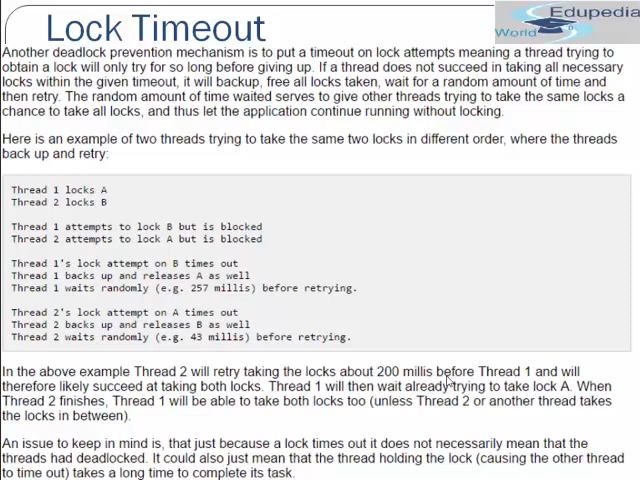 Lock Timeout
Edupedia
World
Another deadlock prevention mechanism is to put a timeout on lock attempts meaning a thread trying to
obtain a lock will only try for so long before giving up. If a thread does not succeed in taking all necessary
locks within the given timeout, it will backup, free all locks taken, wait for a random amount of time and
then retry. The random amount of time waited serves to give other threads trying to take the same locks a
chance to take all locks, and thus let the application continue running without locking.
Here is an example of two threads trying to take the same two locks in different order, where the threads
back up and retry:
Thread 1 locks A
Thread 2 locks B
Thread 1 attempts to lock B but is blocked
Thread 2 attempts to lock A but is blocked
Thread 1's lock attempt on B times out
Thread 1 backs up and releases A as well
Thread 1 waits randomly (e.g. 257 millis) before retrying.
Thread 2's lock attempt on A times out
Thread 2 backs up and releases B as well
Thread 2 waits randomly (e.g. 43 millis) before retrying.
In the above example Thread 2 will retry taking the locks about 200 millis before Thread 1 and will
therefore likely succeed at taking both locks. Thread 1 will then wait already trying to take lock A. When
Thread 2 finishes, Thread 1 will be able to take both locks too (unless Thread 2 or another thread takes
the locks in between).
An issue to keep in mind is, that just because a lock times out it does not necessarily mean that the
threads had deadlocked. It could also just mean that the thread holding the lock (causing the other thread
to time out) takes a long time to complete its task.